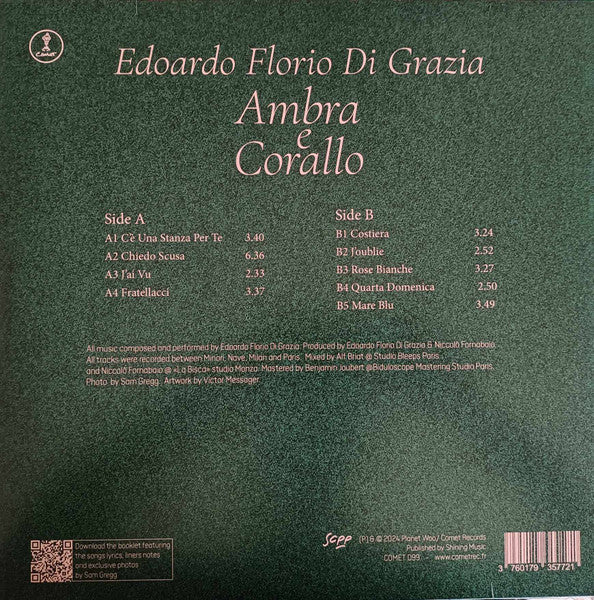 Comet
Edoardo Florio Di Grazia
Ambra
e
Corallo
Side A
A1 C'è Una Stanza Per Te 3.40
A2 Chiedo Scusa 6.36
A3 J'ai Vu 2.33
A4 Fratellacci 3.37
Side B
B1 Costiera 3.24
B2 J'oublie 2.52
B3 Rose Bianche 3.27
B4 Quarta Domenica 2.50
B5 Mare Blu 3.49
All music composed and performed by Edoardo Florio Di Grazia. Produced by Edoardo Florio Di Grazia & Niccolò Fornabaio.
All tracks were recorded between Minori, Nave, Milan and Paris. Mixed by Alf Briat @ Studio Bleeps Paris
and Niccolò Fornabaio @ «La Bisca» studio Monza. Mastered by Benjamin Joubert @Biduloscope Mastering Studio Paris.
Photo by Sam Gregg. Artwork by Victor Messager.
Download the booklet featuring
the songs lyrics, liners notes
and exclusive photos
by Sam Gregg
scpp
(P) & © 2024 Planet Woo/ Comet Records
Published by Shining Music
COMET 099 - www.cometrec.fr
3 760179 357721